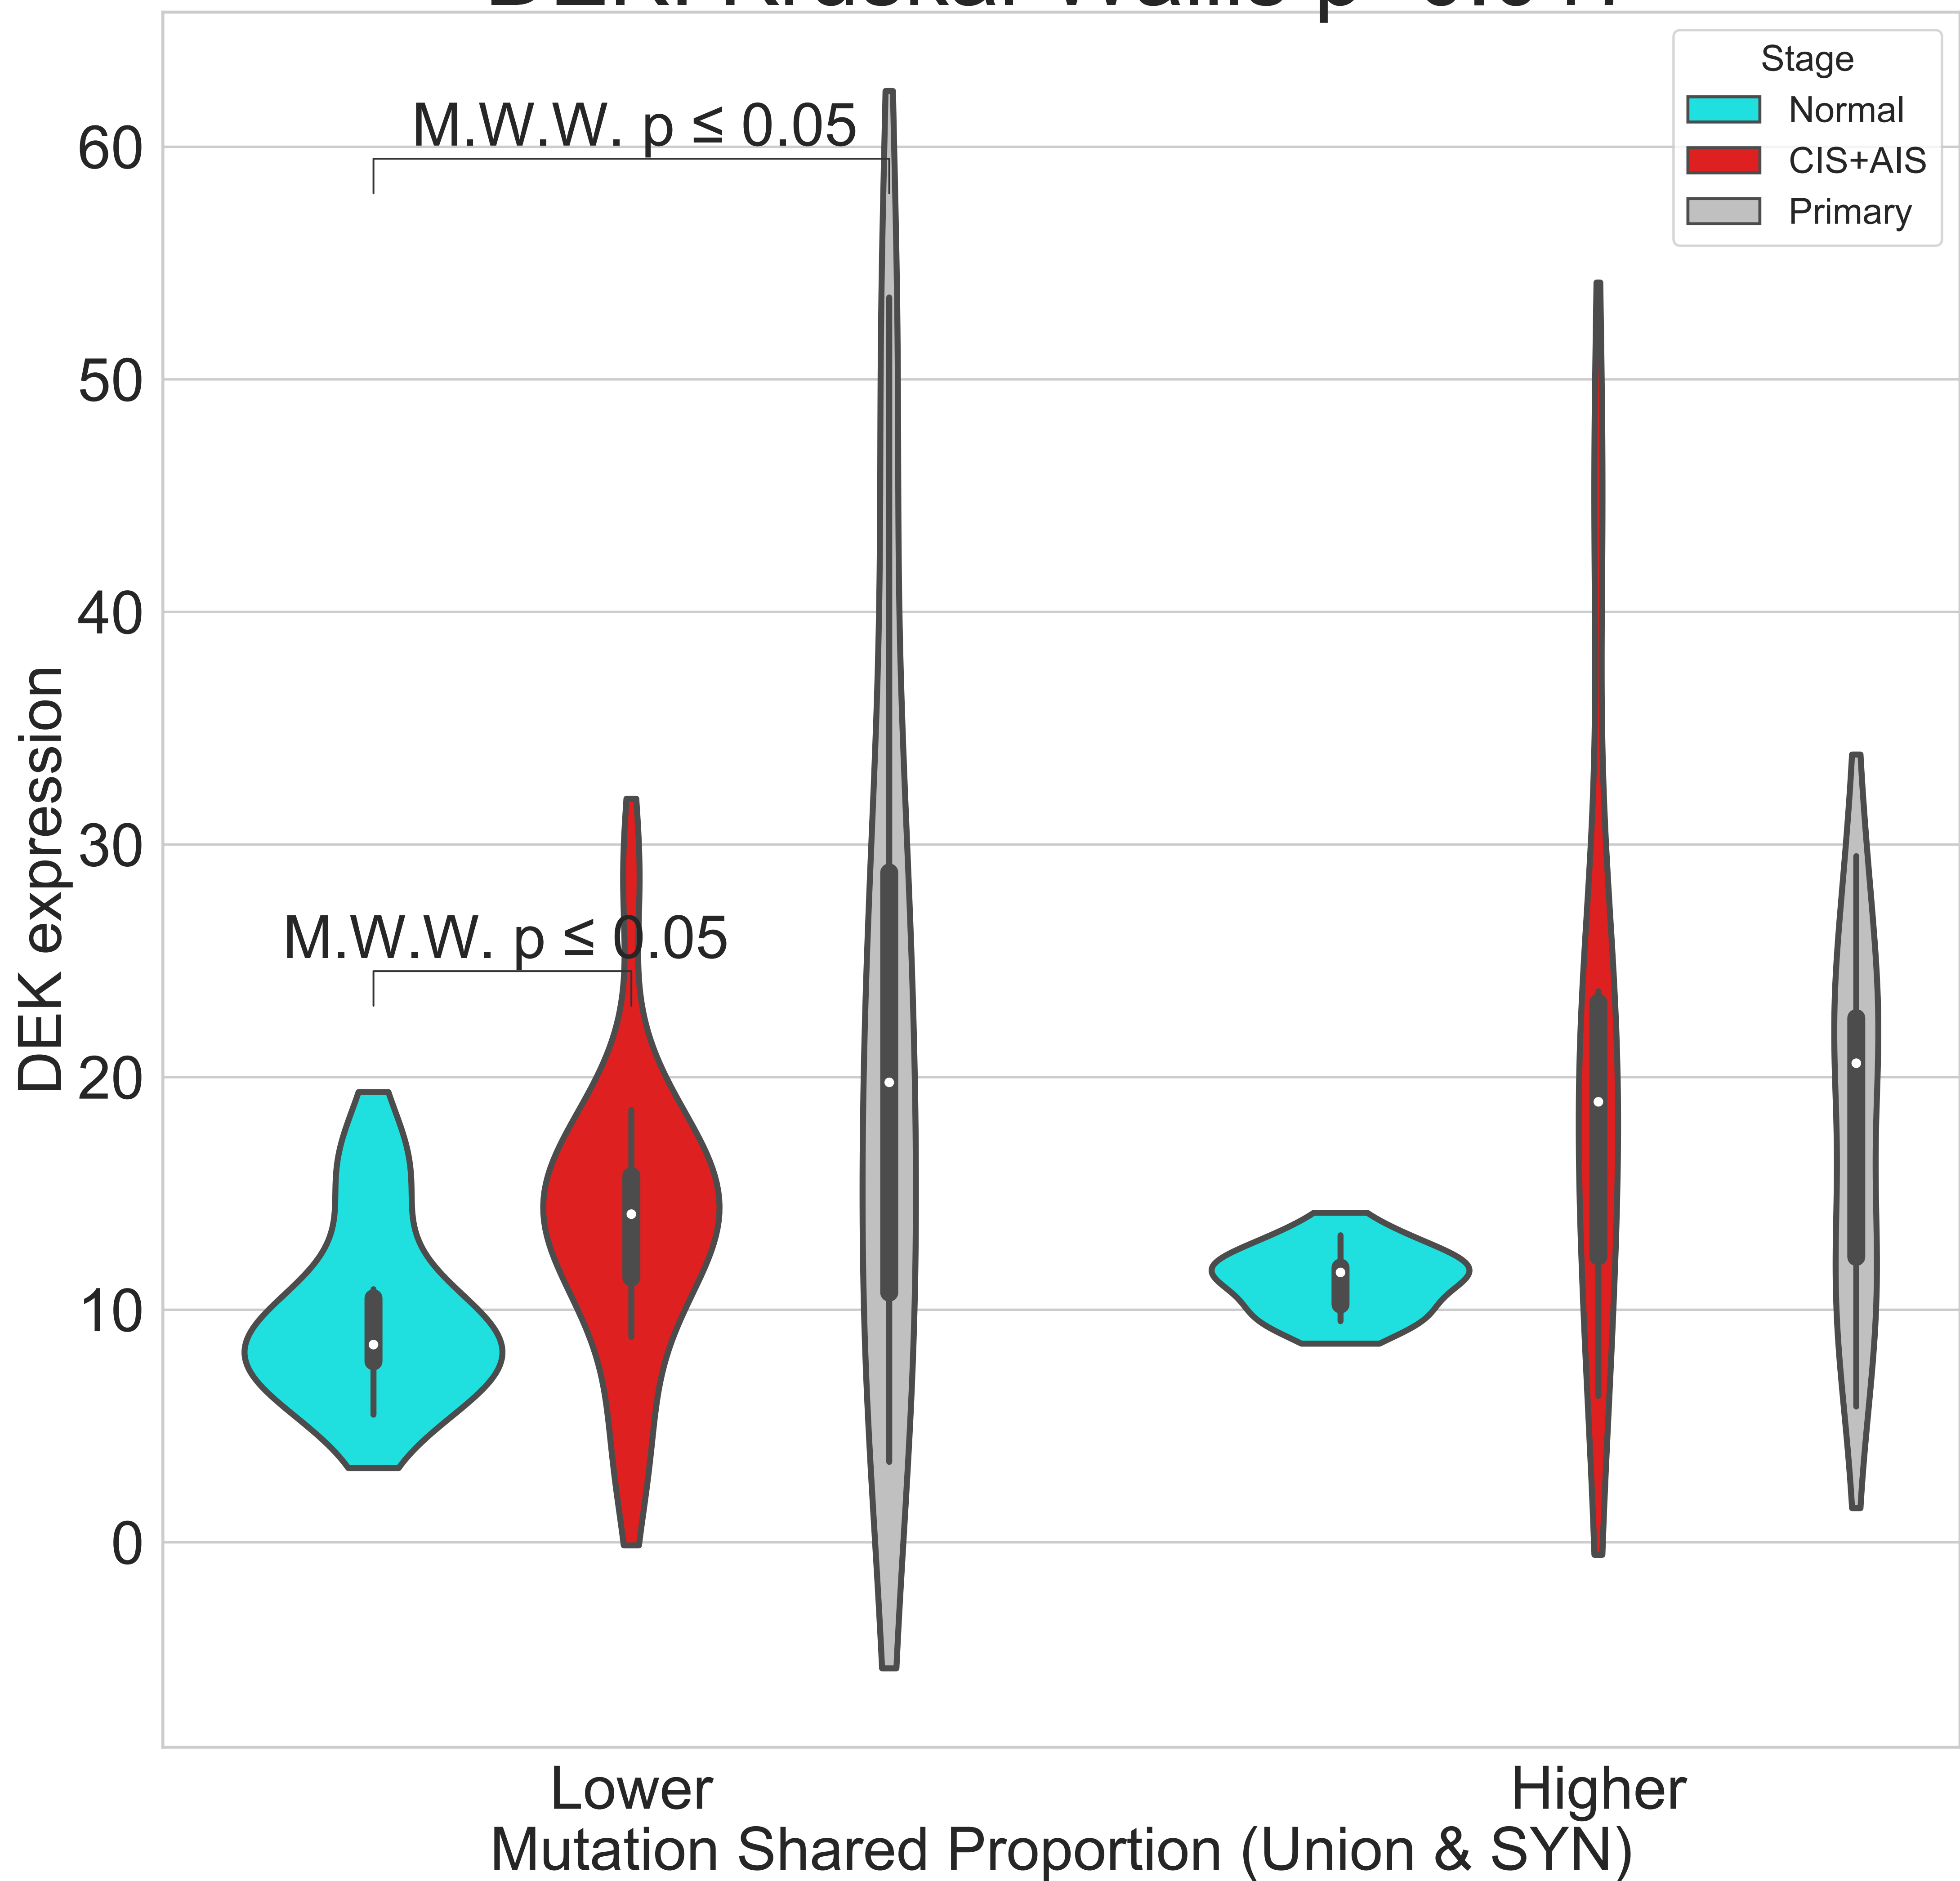 Stage
Normal
CIS+AIS
Primary
M.W.W. p ≤ 0.05
M.W.W. p ≤ 0.05
60
50
40
30
20
10
0
DEK expression
Lower
Higher
Mutation Shared Proportion (Union & SYN)